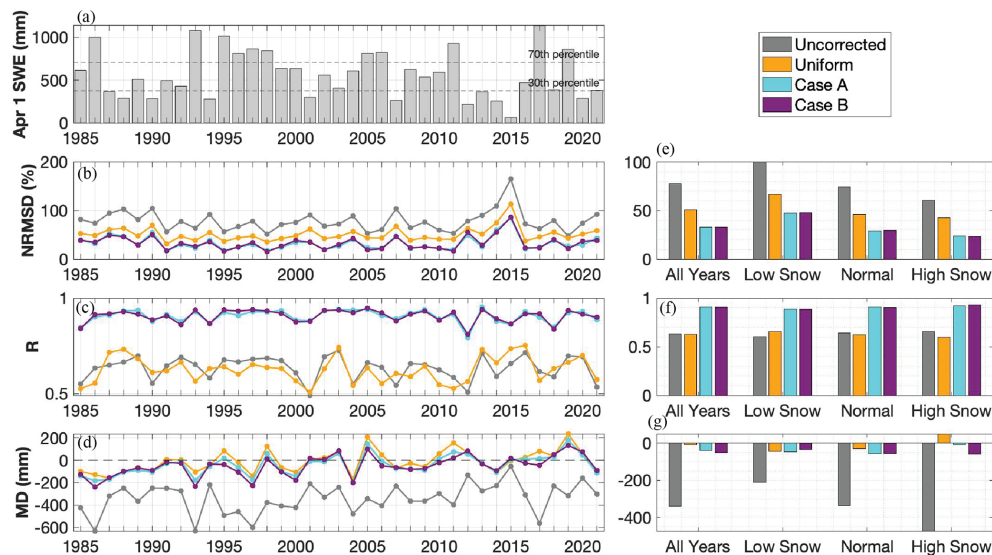 (a)
Apr 1 SWE (mm)
1000
500
0
70th percentile
30th percentile
1985 1990 1995 2000 2005 2010 2015 2020
Uncorrected
Uniform
Case A
Case B
(b)
NRMSD (%)
200
100
0
1985 1990 1995 2000 2005 2010 2015 2020
(e)
100
50
0
All Years Low Snow Normal High Snow
(c)
R
1
0.5
1985 1990 1995 2000 2005 2010 2015 2020
(f)
1
0.5
0
All Years Low Snow Normal High Snow
(d)
MD (mm)
200
0
-200
-400
-600
1985 1990 1995 2000 2005 2010 2015 2020
(g)
0
-200
-400
All Years Low Snow Normal High Snow